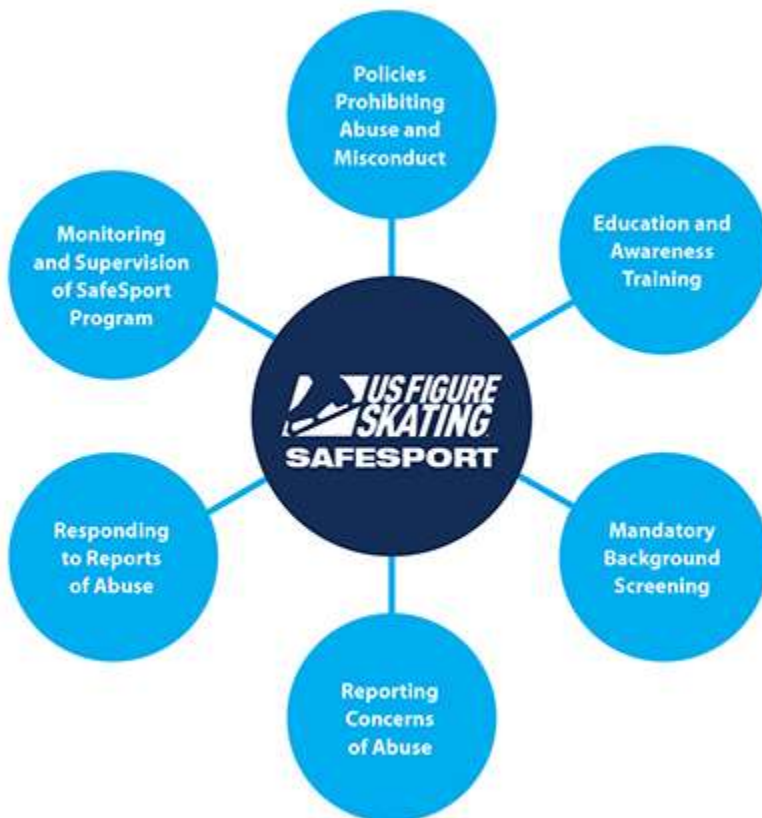 Policies
Prohibiting
Abuse and
Misconduct
Education and
Awareness
Training
Mandatory
Background
Screening
Reporting
Concerns
of Abuse
Responding
to Reports
of Abuse
Monitoring
and Supervision
of SafeSport
Program
US FIGURE
SKATING
SAFESPORT